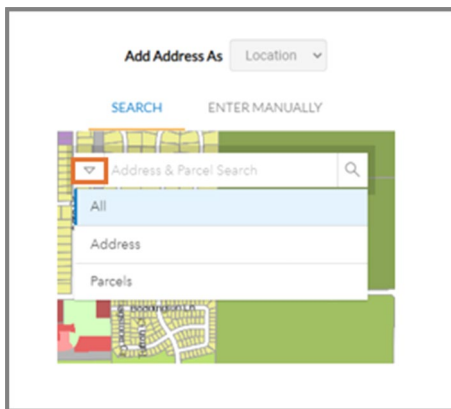 Add Address As Location
SEARCH ENTER MANUALLY
Address & Parcel Search
All
Address
Parcels